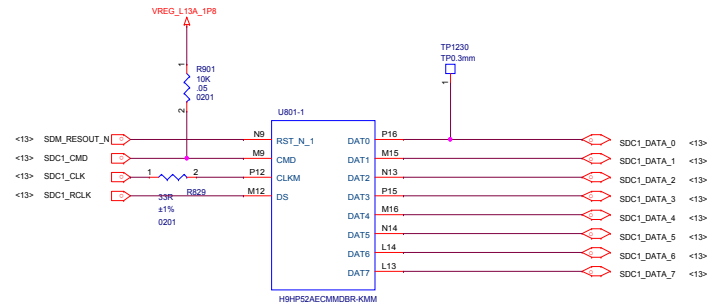 VREG_L13A_1P8
TP1230
TP0.3mm
1
1
R901
10K
.05
0201
2
U801-1
<13> SDM_RESOUT_N N9 RST_N_1 DAT0 P16 SDC1_DATA_0 <13>
<13> SDC1_CMD M9 CMD DAT1 M15 SDC1_DATA_1 <13>
<13> SDC1_CLK 1 2 P12 CLKM DAT2 N13 SDC1_DATA_2 <13>
<13> SDC1_RCLK 33R R829 M12 DS DAT3 P15 SDC1_DATA_3 <13>
±1%
0201
DAT4 M16 SDC1_DATA_4 <13>
DAT5 N14 SDC1_DATA_5 <13>
DAT6 L14 SDC1_DATA_6 <13>
DAT7 L13 SDC1_DATA_7 <13>
H9HP52AECMMDBR-KMM